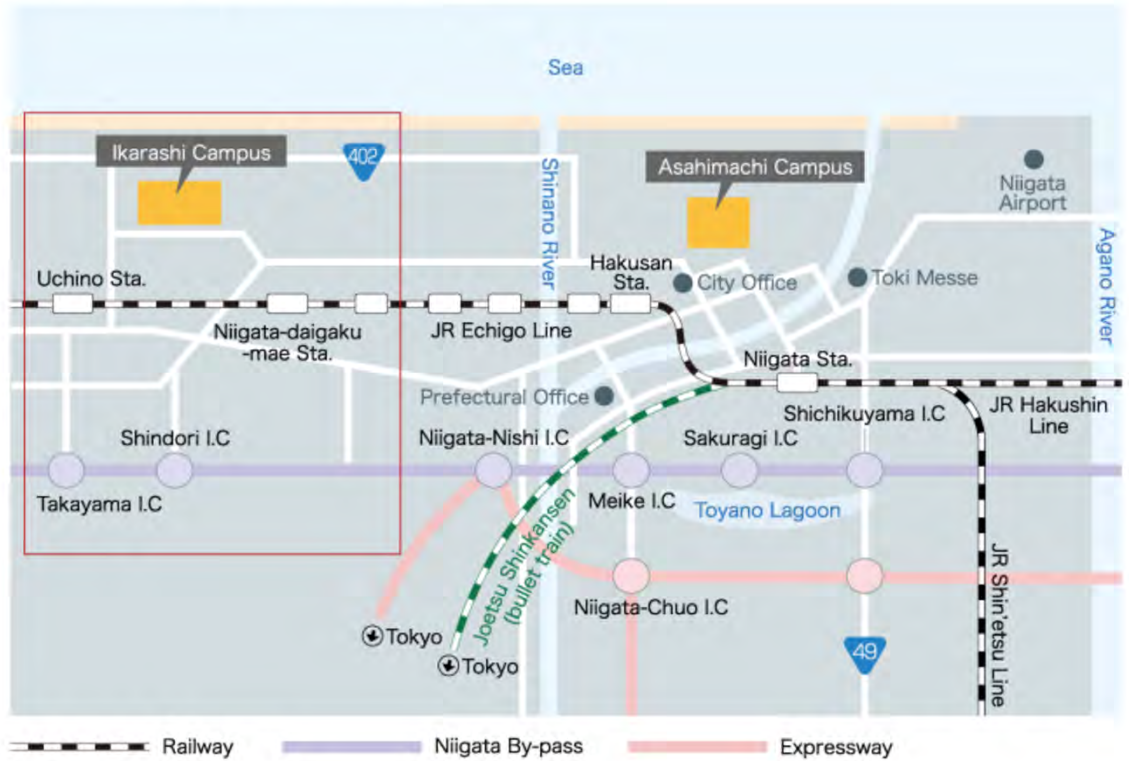 Sea
Ikarashi Campus
402
Shinano River
Asahimachi Campus
Niigata
Airport
Agano River
Uchino Sta.
Hakusan
Sta.
City Office
Toki Messe
Niigata-daigaku
-mae Sta.
JR Echigo Line
Niigata Sta.
Prefectural Office
Shichikuyama I.C
JR Hakushin
Line
Shindori I.C
Niigata-Nishi I.C
Sakuragi I.C
Takayama I.C
Meike I.C
Toyano Lagoon
Joetsu Shinkansen
(bullet train)
JR Shin'etsu Line
Niigata-Chuo I.C
Tokyo
Tokyo
49
Railway
Niigata By-pass
Expressway